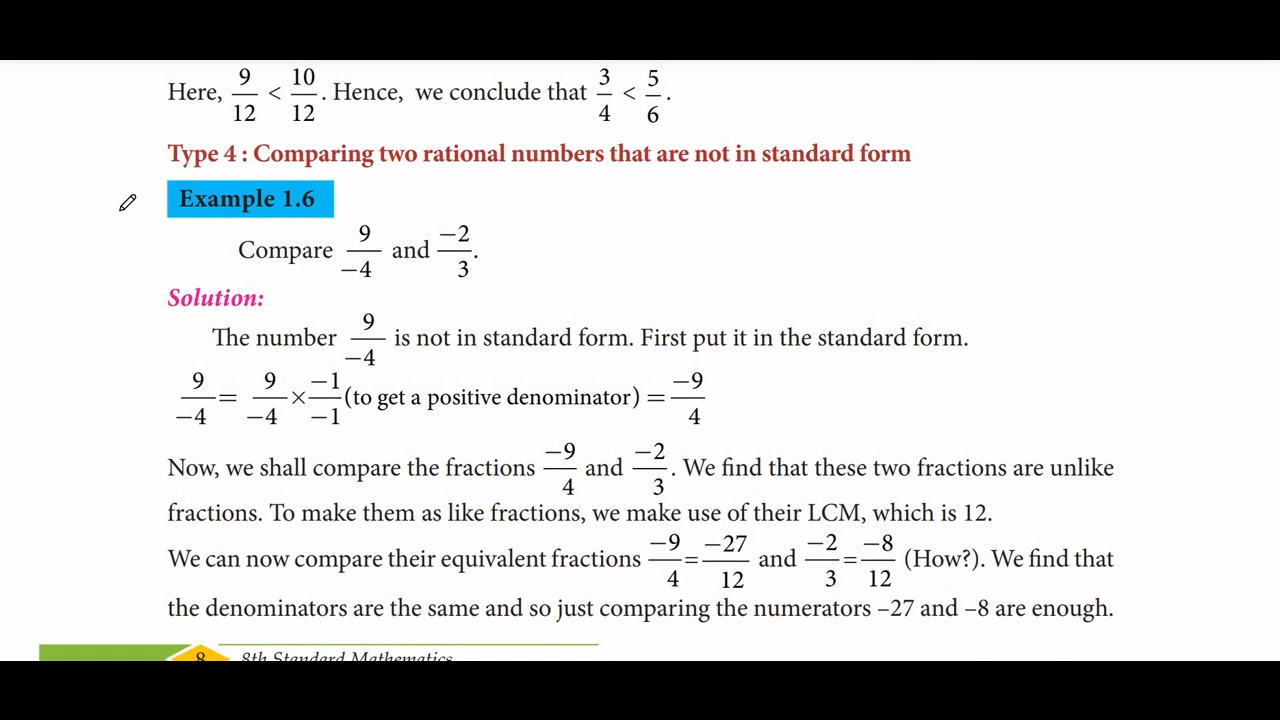 Here, 9/12 < 10/12. Hence, we conclude that 3/4 < 5/6.
Type 4 : Comparing two rational numbers that are not in standard form
Example 1.6
Compare 9/−4 and −2/3.
Solution:
The number 9/−4 is not in standard form. First put it in the standard form.
9/−4 = 9/−4 × −1/−1 (to get a positive denominator) = −9/4
Now, we shall compare the fractions −9/4 and −2/3. We find that these two fractions are unlike
fractions. To make them as like fractions, we make use of their LCM, which is 12.
We can now compare their equivalent fractions −9/4 = −27/12 and −2/3 = −8/12 (How?). We find that
the denominators are the same and so just comparing the numerators –27 and –8 are enough.
8 8th Standard Mathematics